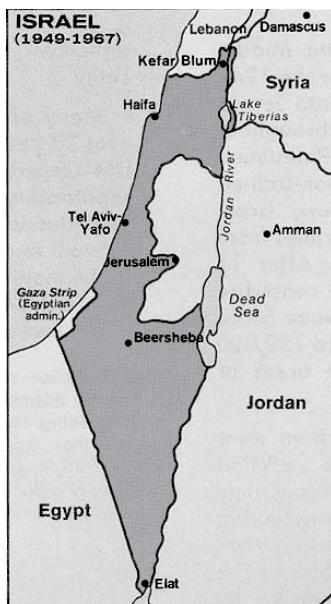 ISRAEL
(1949-1967)
Lebanon
Damascus
Kefar Blum
Syria
Haifa
Lake
Tiberias
Jordan River
Tel Aviv-
Yafo
Amman
Jerusalem
Gaza Strip
(Egyptian
admin.)
Dead
Sea
Beersheba
Jordan
Egypt
Elat